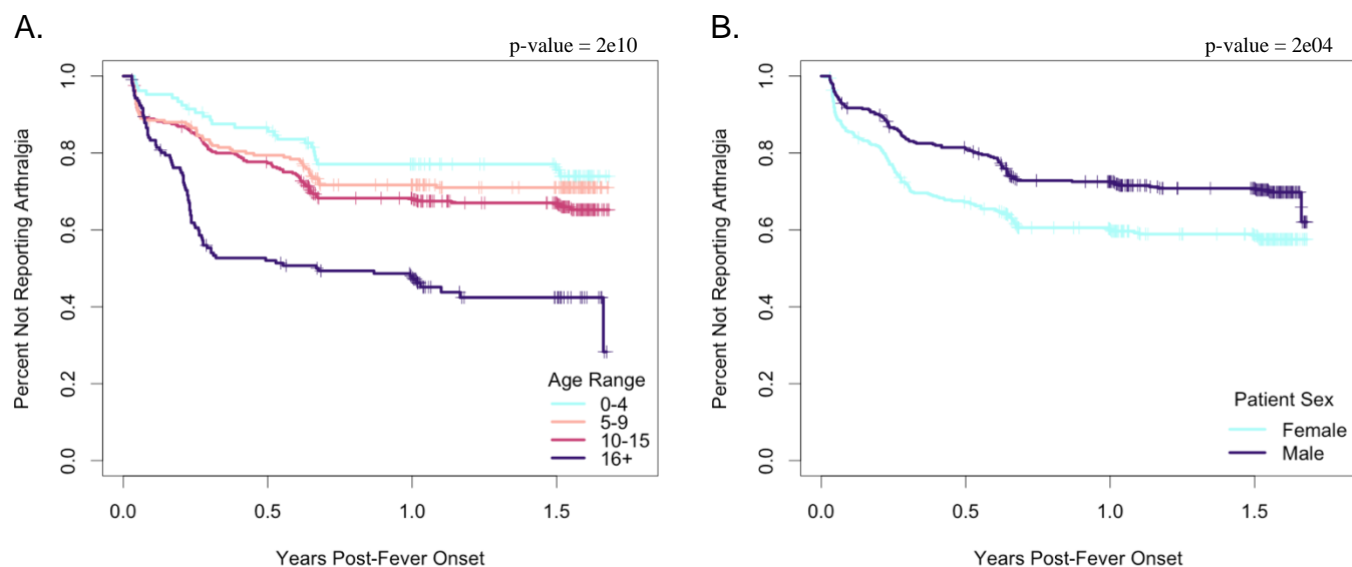 A.
p-value = 2e10
Percent Not Reporting Arthralgia
1.0
0.8
0.6
0.4
0.2
0.0
Age Range
0-4
5-9
10-15
16+
0.0 0.5 1.0 1.5
Years Post-Fever Onset
B.
p-value = 2e04
Percent Not Reporting Arthralgia
1.0
0.8
0.6
0.4
0.2
0.0
Patient Sex
Female
Male
0.0 0.5 1.0 1.5
Years Post-Fever Onset